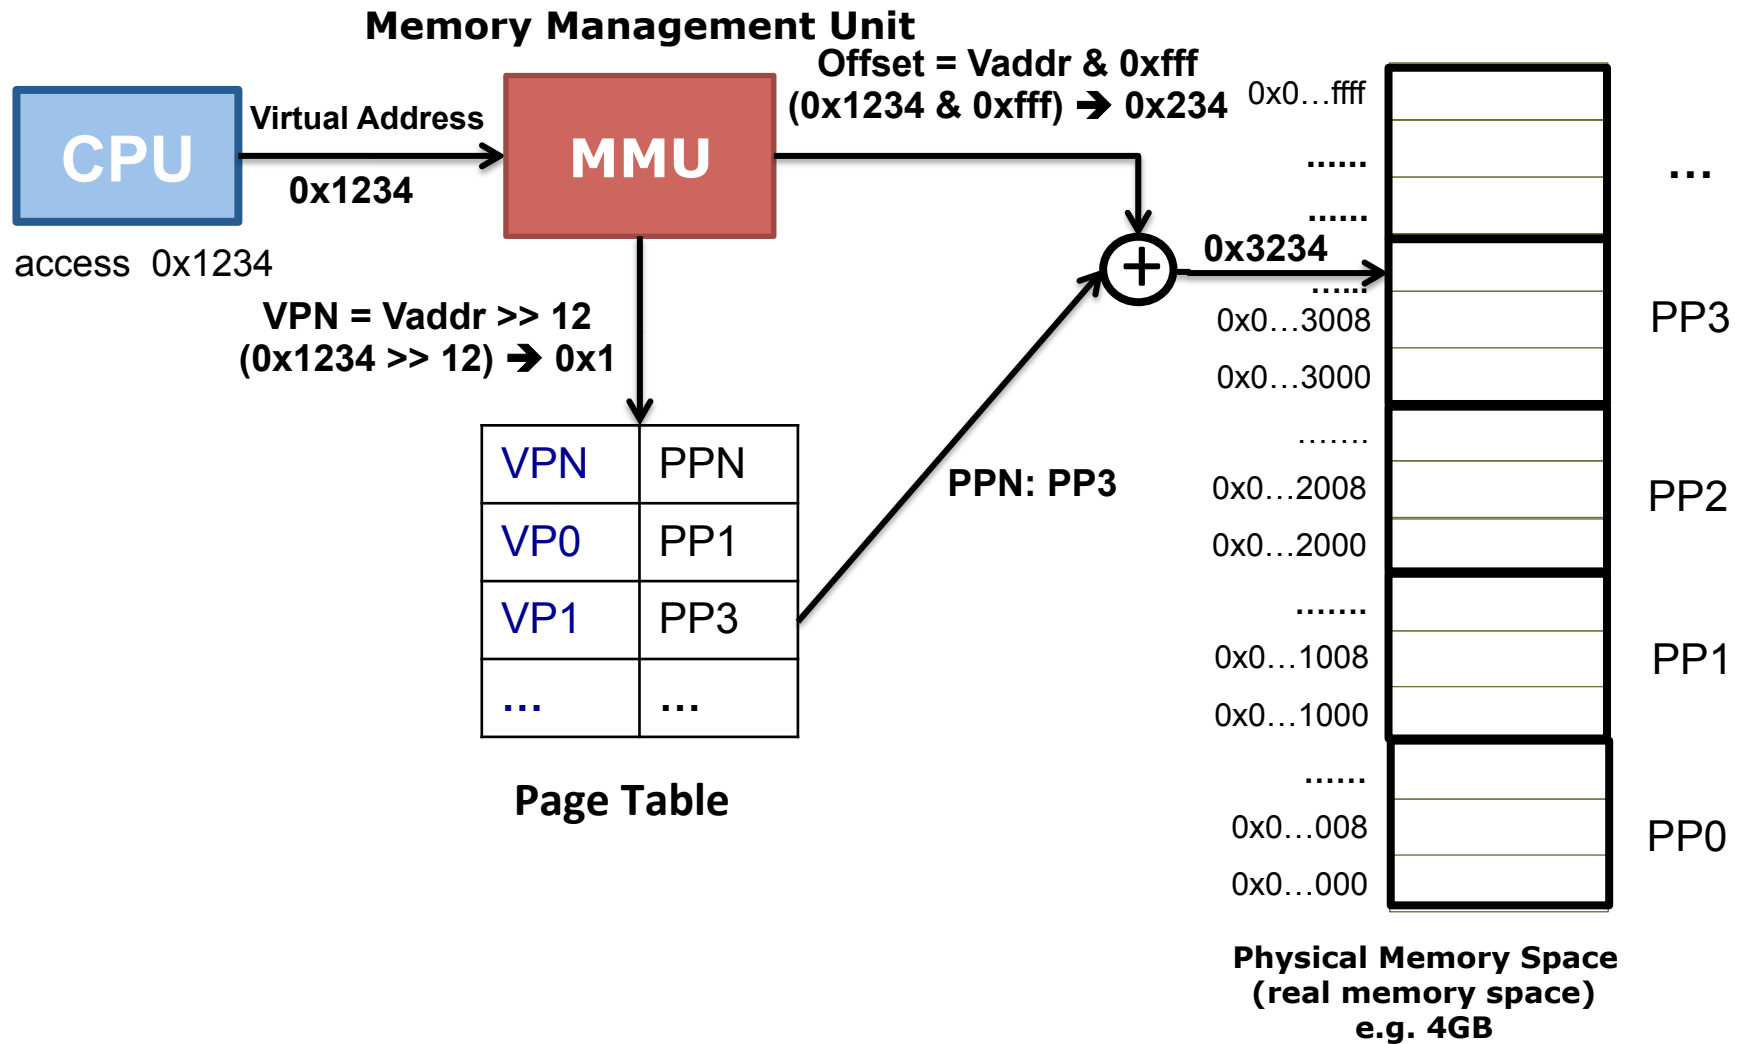 Memory Management Unit
CPU
Virtual Address
0x1234
access 0x1234
MMU
Offset = Vaddr & 0xfff
(0x1234 & 0xfff) ➔ 0x234
VPN = Vaddr >> 12
(0x1234 >> 12) ➔ 0x1
VPN PPN
VP0 PP1
VP1 PP3
… …
Page Table
PPN: PP3
+
0x3234
0x0…ffff
……
……
…
……
0x0…3008
0x0…3000
PP3
…….
0x0…2008
0x0…2000
PP2
…….
0x0…1008
0x0…1000
PP1
……
0x0…008
0x0…000
PP0
Physical Memory Space
(real memory space)
e.g. 4GB